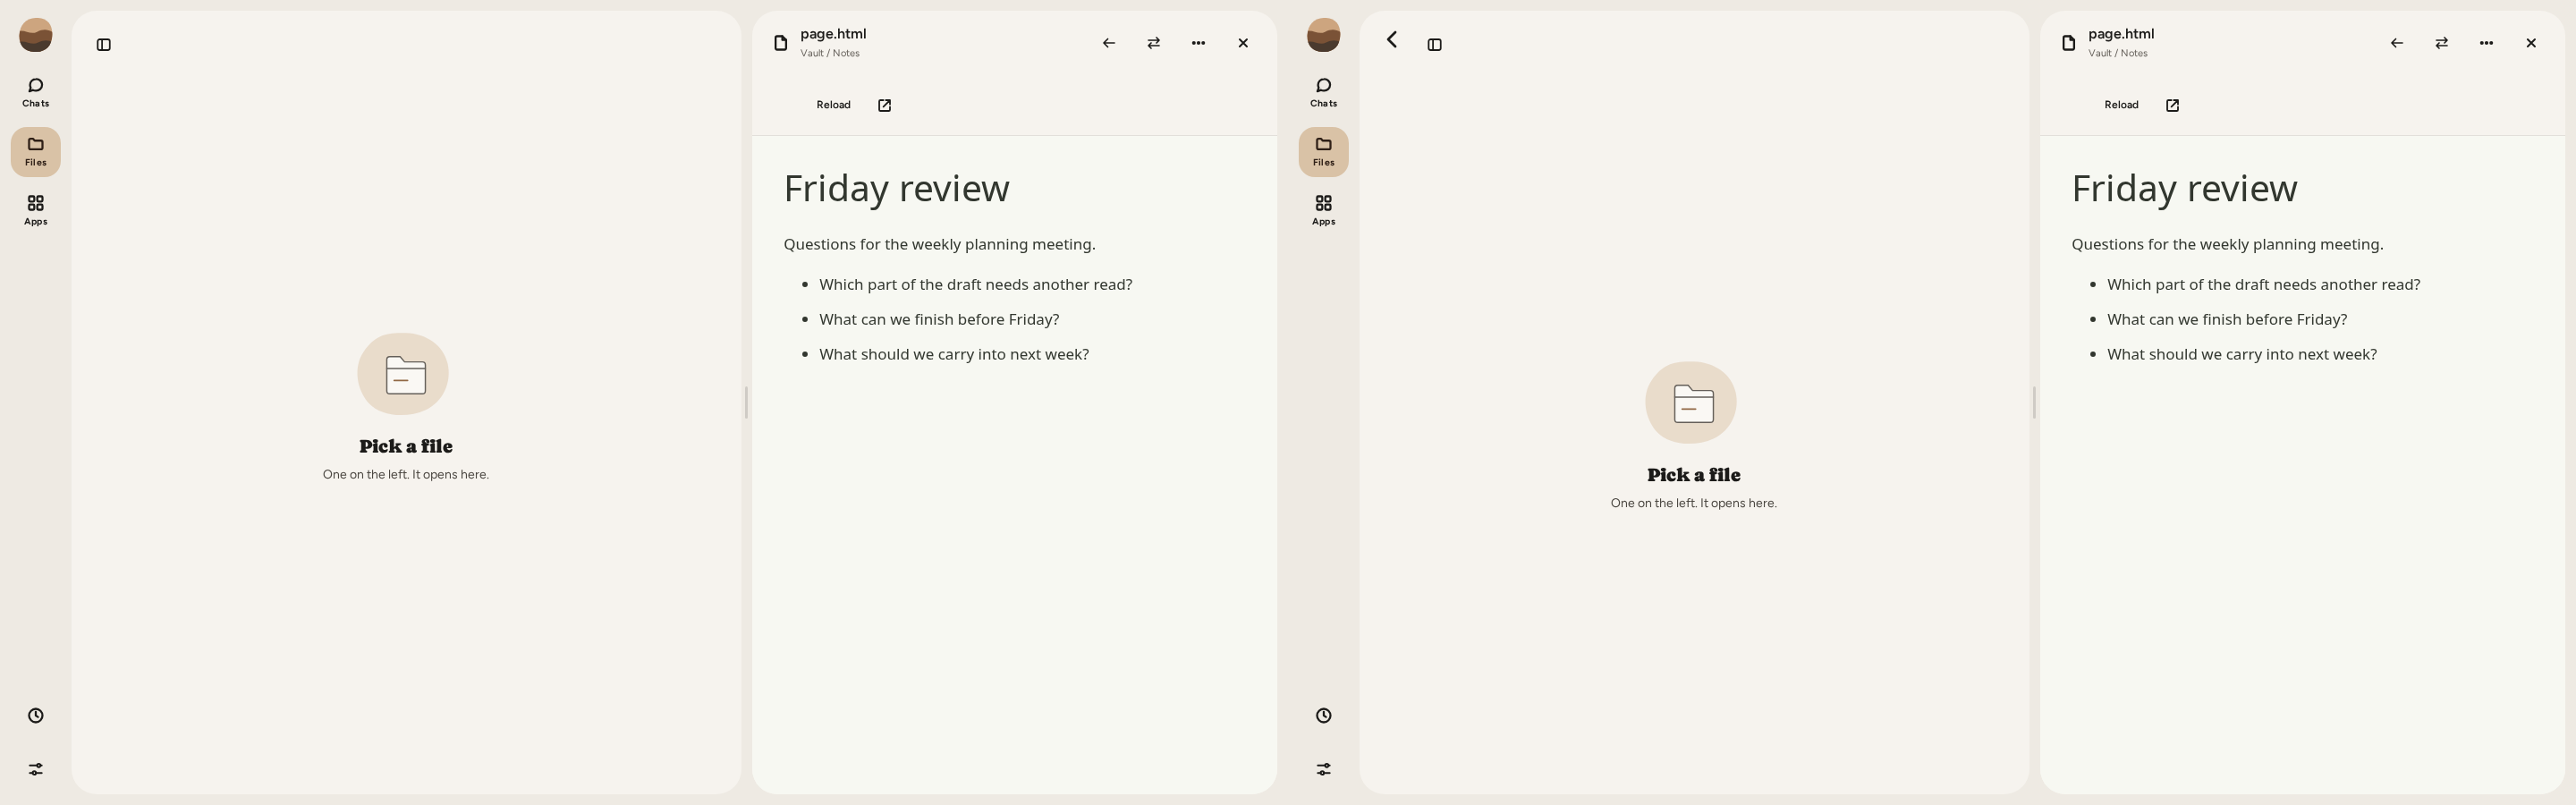 Chats
Files
Apps
Pick a file
One on the left. It opens here.
page.html
Vault / Notes
Reload
Friday review
Questions for the weekly planning meeting.
Which part of the draft needs another read?
What can we finish before Friday?
What should we carry into next week?
Chats
Files
Apps
Pick a file
One on the left. It opens here.
page.html
Vault / Notes
Reload
Friday review
Questions for the weekly planning meeting.
Which part of the draft needs another read?
What can we finish before Friday?
What should we carry into next week?